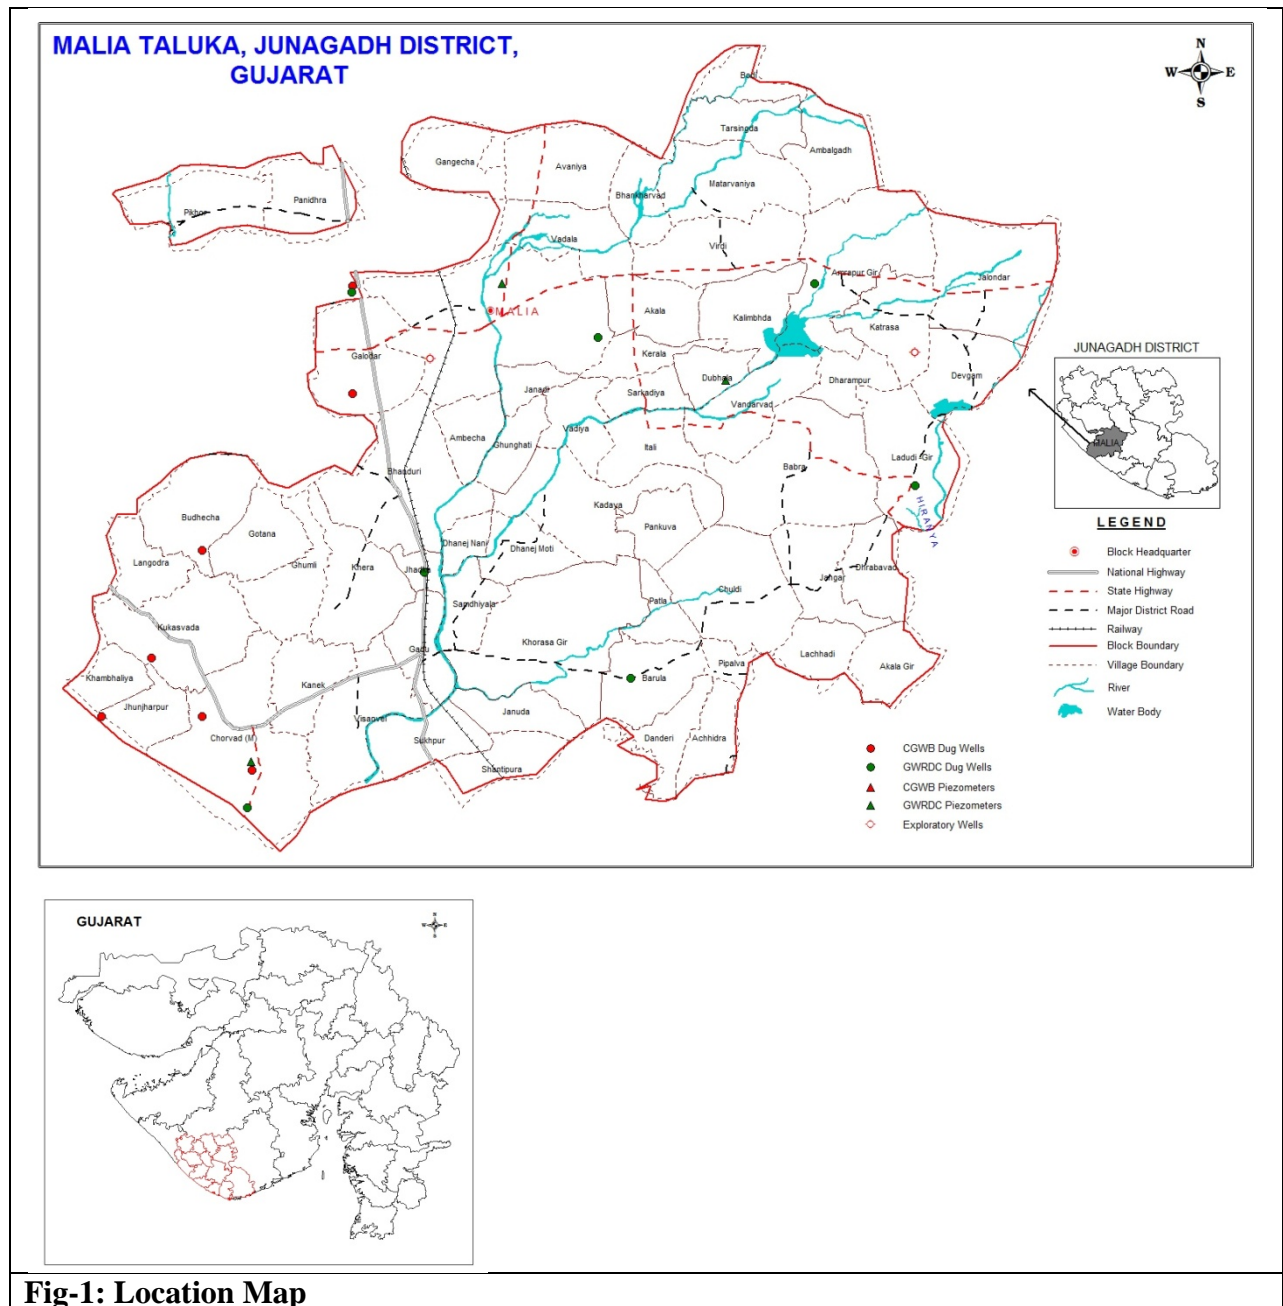 MALIA TALUKA, JUNAGADH DISTRICT,
GUJARAT
N
W E
S
Badi
Tarsingda
Ambalgadh
Gangecha
Avaniya
Matarvaniya
Bhankharvad
Panidhra
Pikhor
Vadala
Virdi
Amrapur Gir
Jalondar
MALIA
Akala
Kalimbhda
Katrasa
Galodar
Kerala
Devgam
Dubhala
Dharampur
Janadi
Sarkadiya
Vandarvad
Ambecha
Ghunghati
Vadiya
Itali
Ladudi Gir
Babra
Bhanduri
HIRANYA
Kadaya
Pankuva
Budhecha
Gotana
Dhanej Nani
Dhanej Moti
Langodra
Ghumli
Khera
Jhadka
Dhrabavad
Jangar
Chuldi
Patla
Samdhiyala
Kukasvada
Khorasa Gir
Gadu
Lachhadi
Akala Gir
Pipalva
Barula
Khambhaliya
Kanek
Jhunjharpur
Visanvel
Januda
Chorvad (M)
Sukhpur
Danderi
Achhidra
Shantipura
JUNAGADH DISTRICT
MALIA
LEGEND
Block Headquarter
National Highway
State Highway
Major District Road
Railway
Block Boundary
Village Boundary
River
Water Body
CGWB Dug Wells
GWRDC Dug Wells
CGWB Piezometers
GWRDC Piezometers
Exploratory Wells
GUJARAT
N
W E
S
Fig-1: Location Map